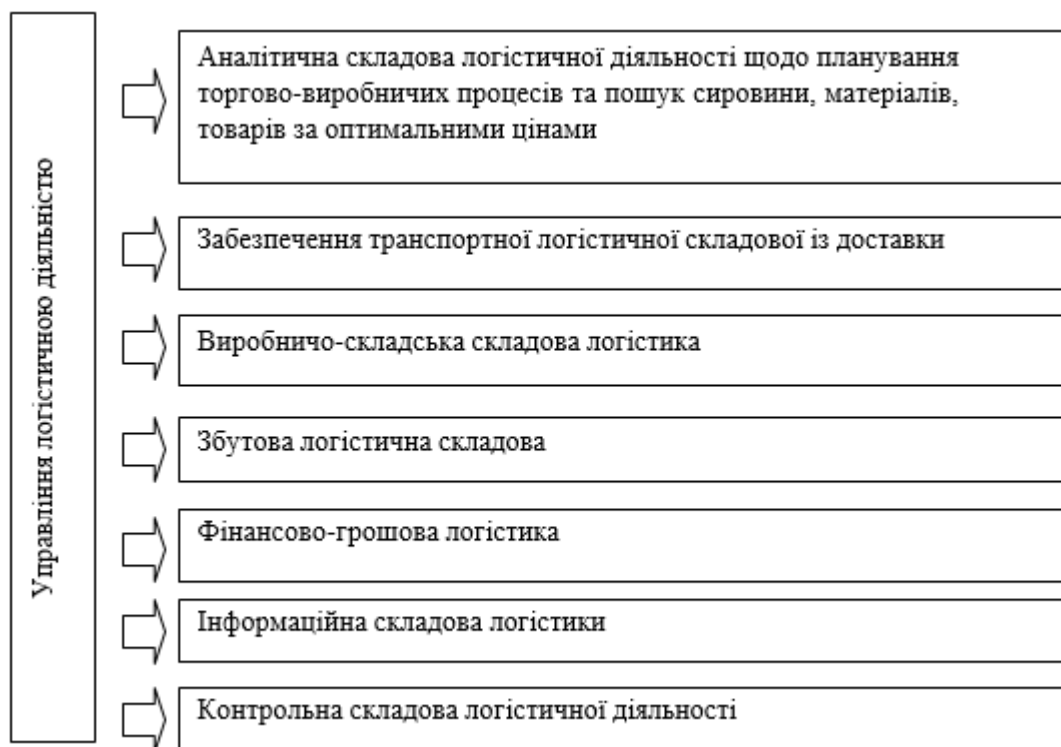 Управління логістичною діяльністю
Аналітична складова логістичної діяльності щодо планування
торгово-виробничих процесів та пошук сировини, матеріалів,
товарів за оптимальними цінами
Забезпечення транспортної логістичної складової із доставки
Виробничо-складська складова логістика
Збутова логістична складова
Фінансово-грошова логістика
Інформаційна складова логістики
Контрольна складова логістичної діяльності